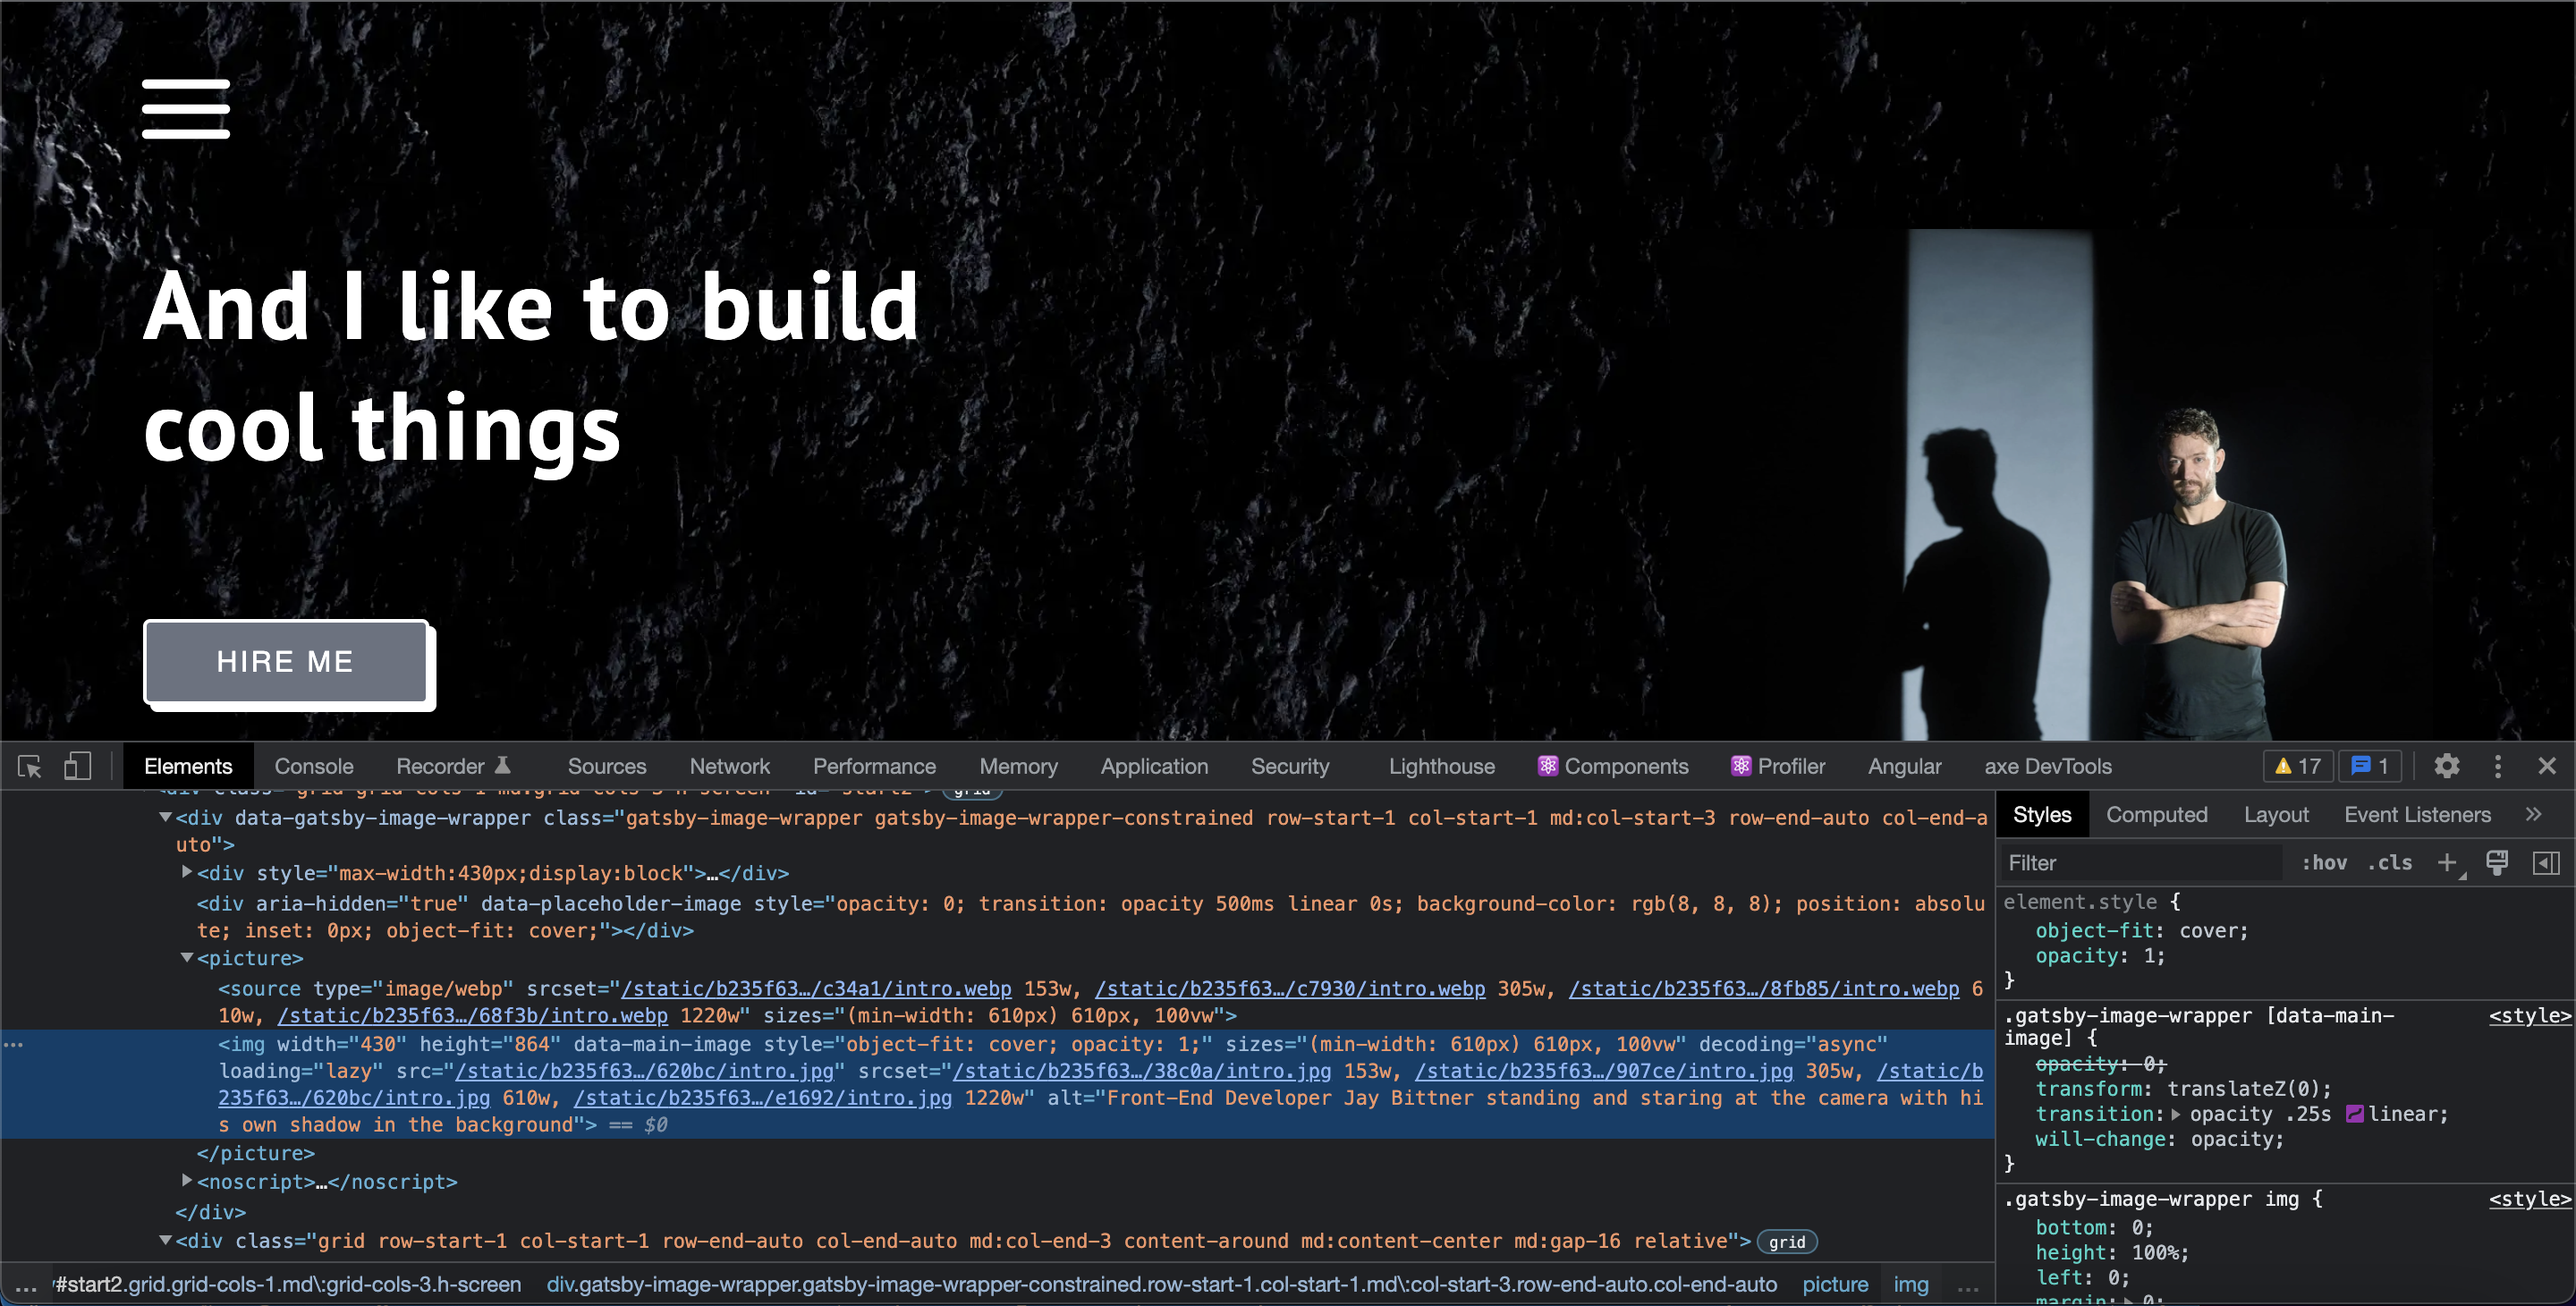 And I like to build
cool things
HIRE ME
Elements Console Recorder Sources Network Performance Memory Application Security Lighthouse Components Profiler Angular axe DevTools 17 1
<div class="grid grid-cols-1 md:grid-cols-3 h-screen" id="start2"> grid
<div data-gatsby-image-wrapper class="gatsby-image-wrapper gatsby-image-wrapper-constrained row-start-1 col-start-1 md:col-start-3 row-end-auto col-end-a
uto">
<div style="max-width:430px;display:block">…</div>
<div aria-hidden="true" data-placeholder-image style="opacity: 0; transition: opacity 500ms linear 0s; background-color: rgb(8, 8, 8); position: absolu
te; inset: 0px; object-fit: cover;"></div>
<picture>
<source type="image/webp" srcset="/static/b235f63…/c34a1/intro.webp 153w, /static/b235f63…/c7930/intro.webp 305w, /static/b235f63…/8fb85/intro.webp 6
10w, /static/b235f63…/68f3b/intro.webp 1220w" sizes="(min-width: 610px) 610px, 100vw">
… <img width="430" height="864" data-main-image style="object-fit: cover; opacity: 1;" sizes="(min-width: 610px) 610px, 100vw" decoding="async"
loading="lazy" src="/static/b235f63…/620bc/intro.jpg" srcset="/static/b235f63…/38c0a/intro.jpg 153w, /static/b235f63…/907ce/intro.jpg 305w, /static/b
235f63…/620bc/intro.jpg 610w, /static/b235f63…/e1692/intro.jpg 1220w" alt="Front-End Developer Jay Bittner standing and staring at the camera with hi
s own shadow in the background"> == $0
</picture>
<noscript>…</noscript>
</div>
<div class="grid row-start-1 col-start-1 row-end-auto col-end-auto md:col-end-3 content-around md:content-center md:gap-16 relative"> grid
… #start2.grid.grid-cols-1.md\:grid-cols-3.h-screen div.gatsby-image-wrapper.gatsby-image-wrapper-constrained.row-start-1.col-start-1.md\:col-start-3.row-end-auto.col-end-auto picture img …
Styles Computed Layout Event Listeners »
Filter :hov .cls +
element.style {
object-fit: cover;
opacity: 1;
}
.gatsby-image-wrapper [data-main- <style>
image] {
opacity: 0;
transform: translateZ(0);
transition: opacity .25s linear;
will-change: opacity;
}
.gatsby-image-wrapper img { <style>
bottom: 0;
height: 100%;
left: 0;
margin: 0;